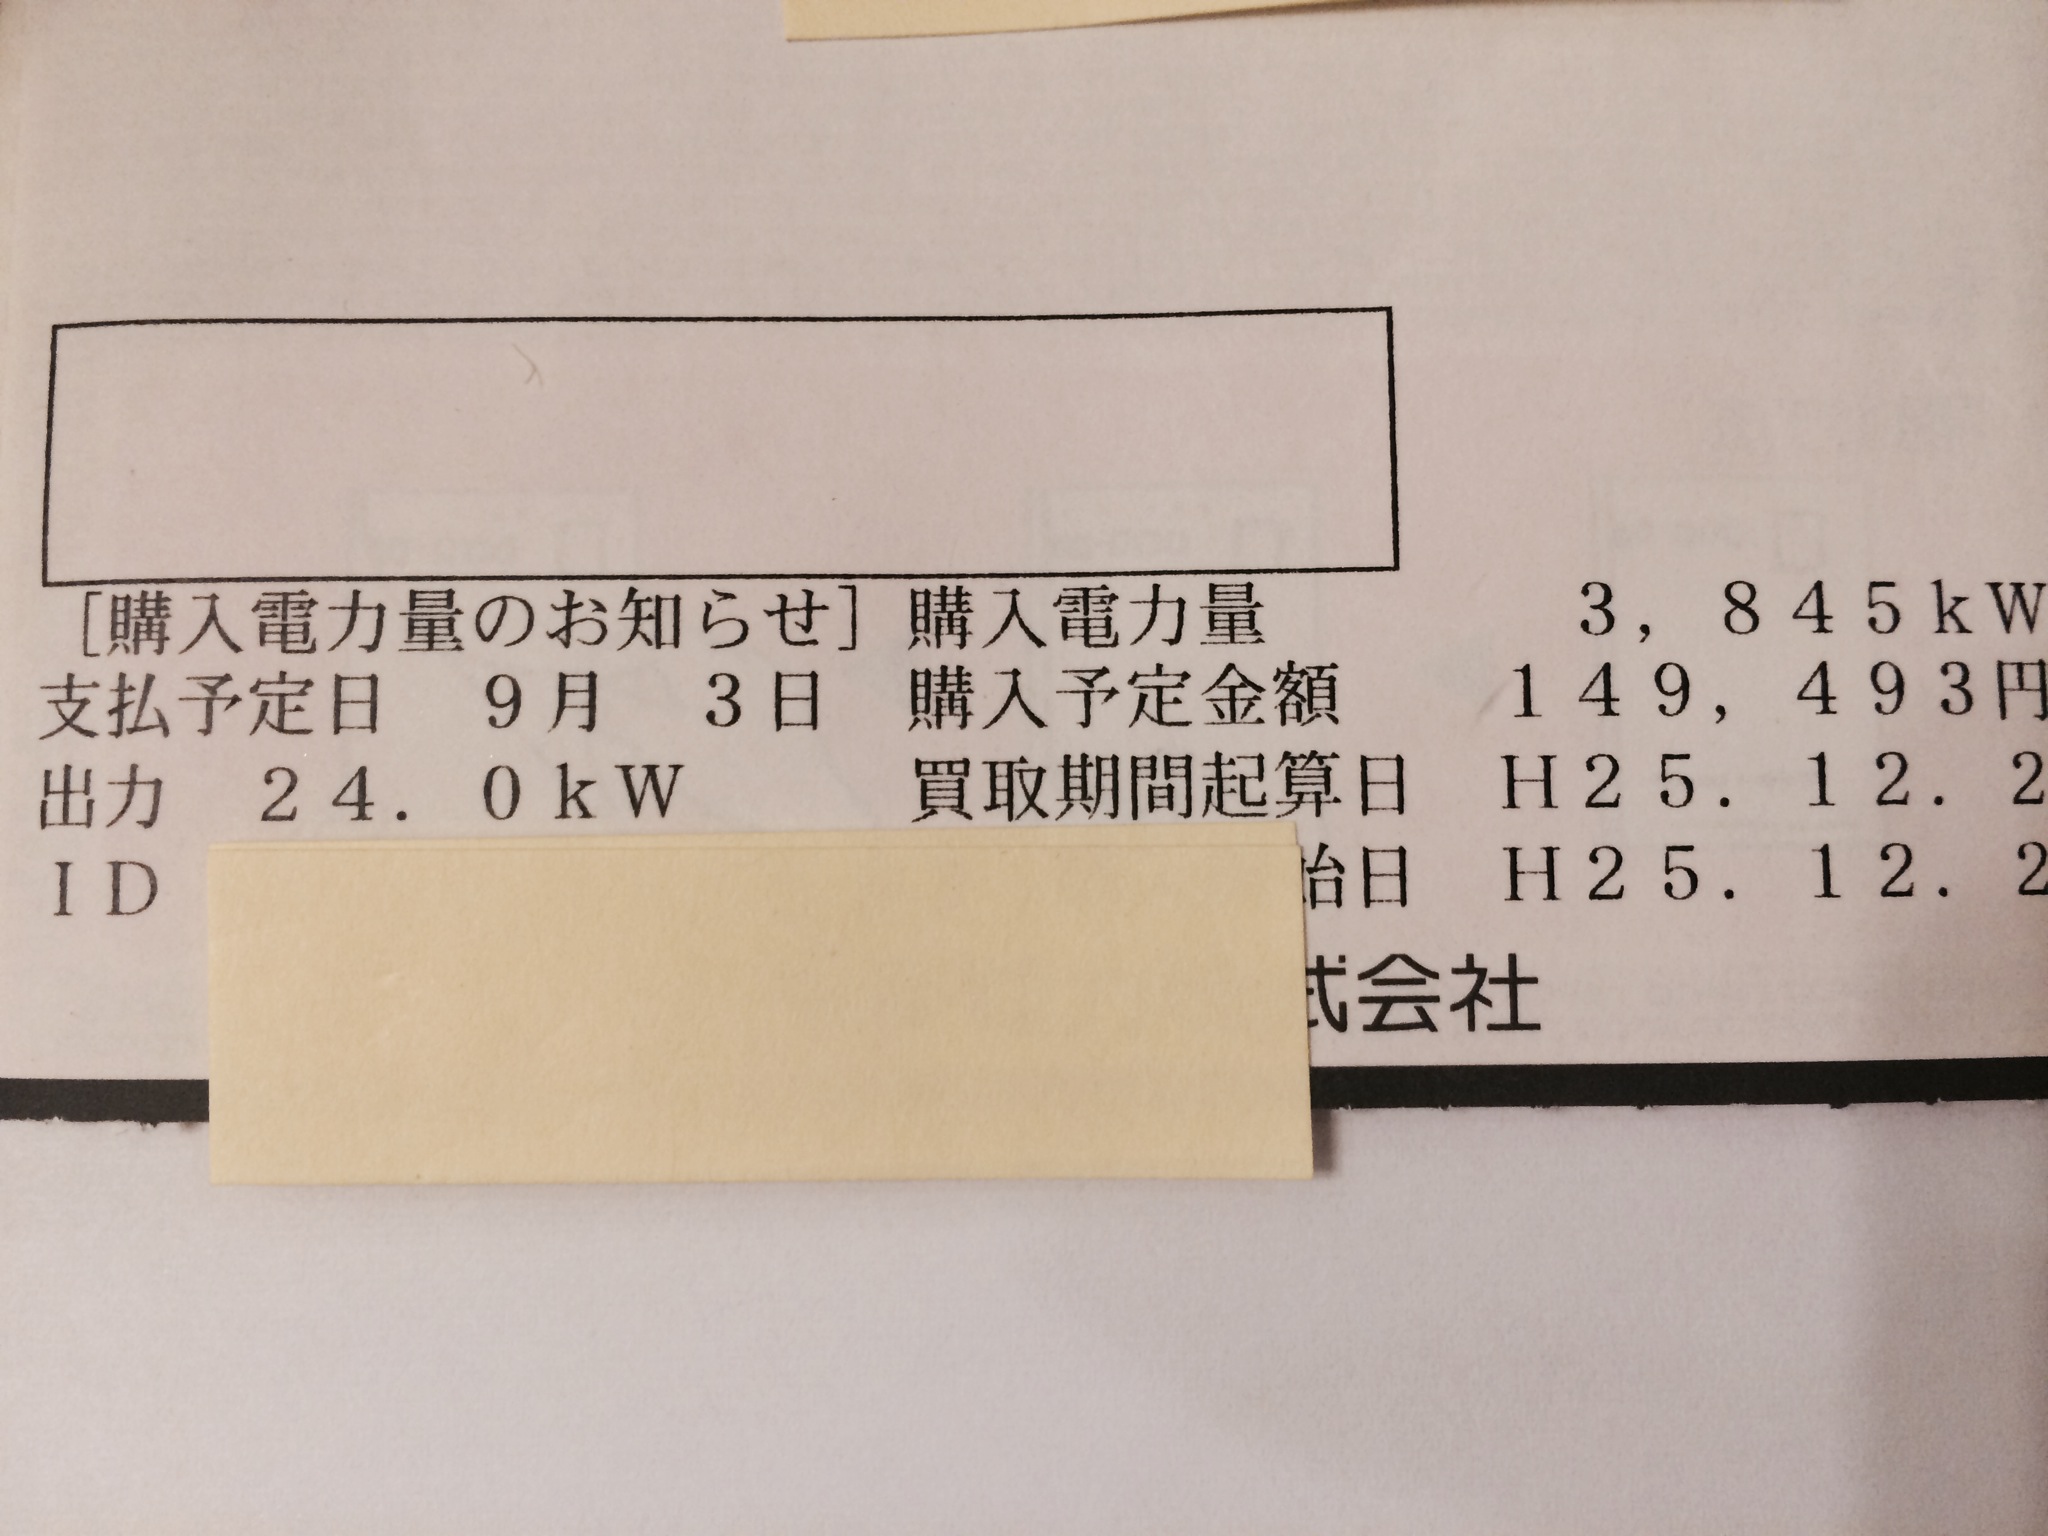 [購入電力量のお知らせ] 購入電力量 3,845kW
支払予定日 9月 3日 購入予定金額 149,493円
出力 24.0kW 買取期間起算日 H25.12.2
ID 始日 H25.12.2
式会社